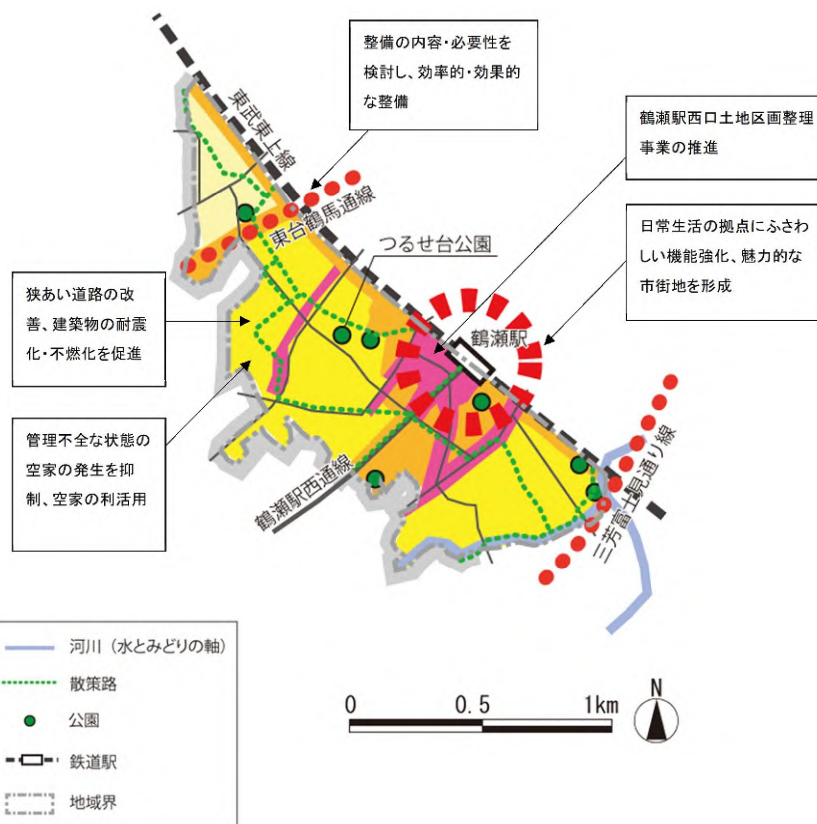 整備の内容・必要性を
検討し、効率的・効果的
な整備
鶴瀬駅西口土地区画整理
事業の推進
東武東上線
日常生活の拠点にふさわ
しい機能強化、魅力的な
市街地を形成
東台鶴馬通線
つるせ台公園
狭あい道路の改
善、建築物の耐震
化・不燃化を促進
鶴瀬駅
管理不全な状態の
空家の発生を抑
制、空家の利活用
鶴瀬駅西通線
三芳富士見通り線
河川（水とみどりの軸）
散策路
公園
鉄道駅
地域界
0 0.5 1km
N